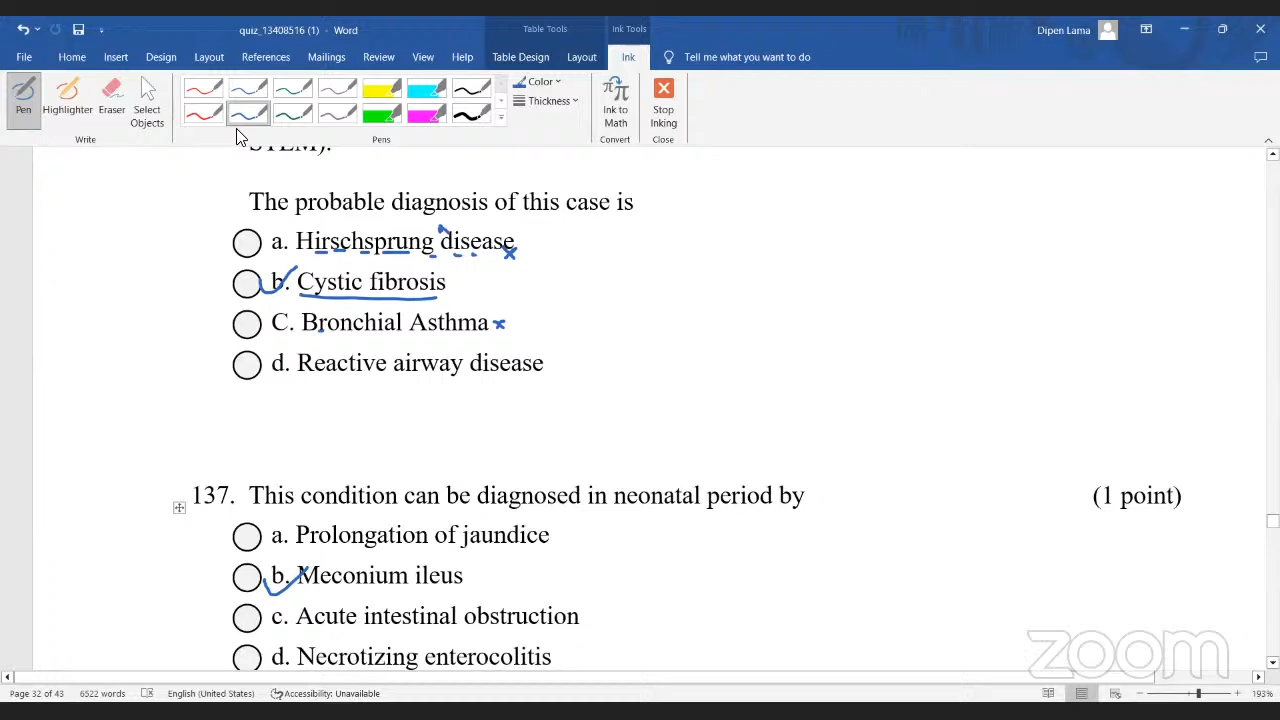 quiz_13408516 (1) - Word
Table Tools
Ink Tools
Dipen Lama
File Home Insert Design Layout References Mailings Review View Help Table Design Layout Ink Tell me what you want to do
Pen Highlighter Eraser Select Objects
Color
Thickness
Ink to Math
Stop Inking
Write Pens Convert Close
STEM).
The probable diagnosis of this case is
a. Hirschsprung disease
b. Cystic fibrosis
C. Bronchial Asthma
d. Reactive airway disease
137. This condition can be diagnosed in neonatal period by (1 point)
a. Prolongation of jaundice
b. Meconium ileus
c. Acute intestinal obstruction
d. Necrotizing enterocolitis
zoom
Page 32 of 43 6522 words English (United States) Accessibility: Unavailable 193%